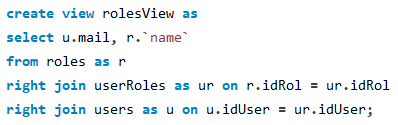 create view rolesView as
select u.mail, r.`name`
from roles as r
right join userRoles as ur on r.idRol = ur.idRol
right join users as u on u.idUser = ur.idUser;